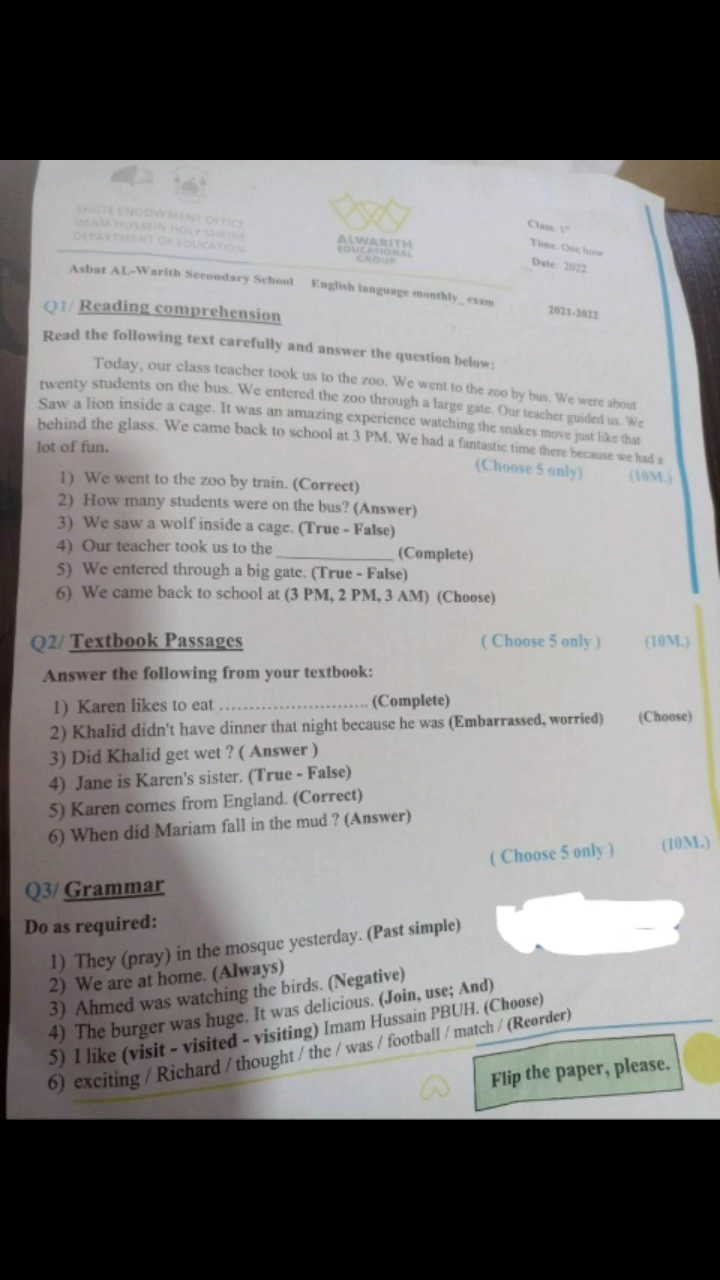 SHIITE ENDOWMENT OFFICE
IMAM HUSSEIN HOLY SHRINE
DEPARTMENT OF EDUCATION
ALWARITH
EDUCATIONAL
GROUP
Class: 1st
Time: One hour
Date: 2022
Asbat AL-Warith Secondary School English language monthly_ exam 2021-2022
Q1/ Reading comprehension
Read the following text carefully and answer the question below:
Today, our class teacher took us to the zoo. We went to the zoo by bus. We were about
twenty students on the bus. We entered the zoo through a large gate. Our teacher guided us. We
Saw a lion inside a cage. It was an amazing experience watching the snakes move just like that
behind the glass. We came back to school at 3 PM. We had a fantastic time there because we had a
lot of fun.
(Choose 5 only) (10M.)
1) We went to the zoo by train. (Correct)
2) How many students were on the bus? (Answer)
3) We saw a wolf inside a cage. (True - False)
4) Our teacher took us to the ______________ (Complete)
5) We entered through a big gate. (True - False)
6) We came back to school at (3 PM, 2 PM, 3 AM) (Choose)
Q2/ Textbook Passages ( Choose 5 only ) (10M.)
Answer the following from your textbook:
1) Karen likes to eat ............................ (Complete)
2) Khalid didn't have dinner that night because he was (Embarrassed, worried) (Choose)
3) Did Khalid get wet ? ( Answer )
4) Jane is Karen's sister. (True - False)
5) Karen comes from England. (Correct)
6) When did Mariam fall in the mud ? (Answer)
( Choose 5 only ) (10M.)
Q3/ Grammar
Do as required:
1) They (pray) in the mosque yesterday. (Past simple)
2) We are at home. (Always)
3) Ahmed was watching the birds. (Negative)
4) The burger was huge. It was delicious. (Join, use; And)
5) I like (visit - visited - visiting) Imam Hussain PBUH. (Choose)
6) exciting / Richard / thought / the / was / football / match / (Reorder)
Flip the paper, please.